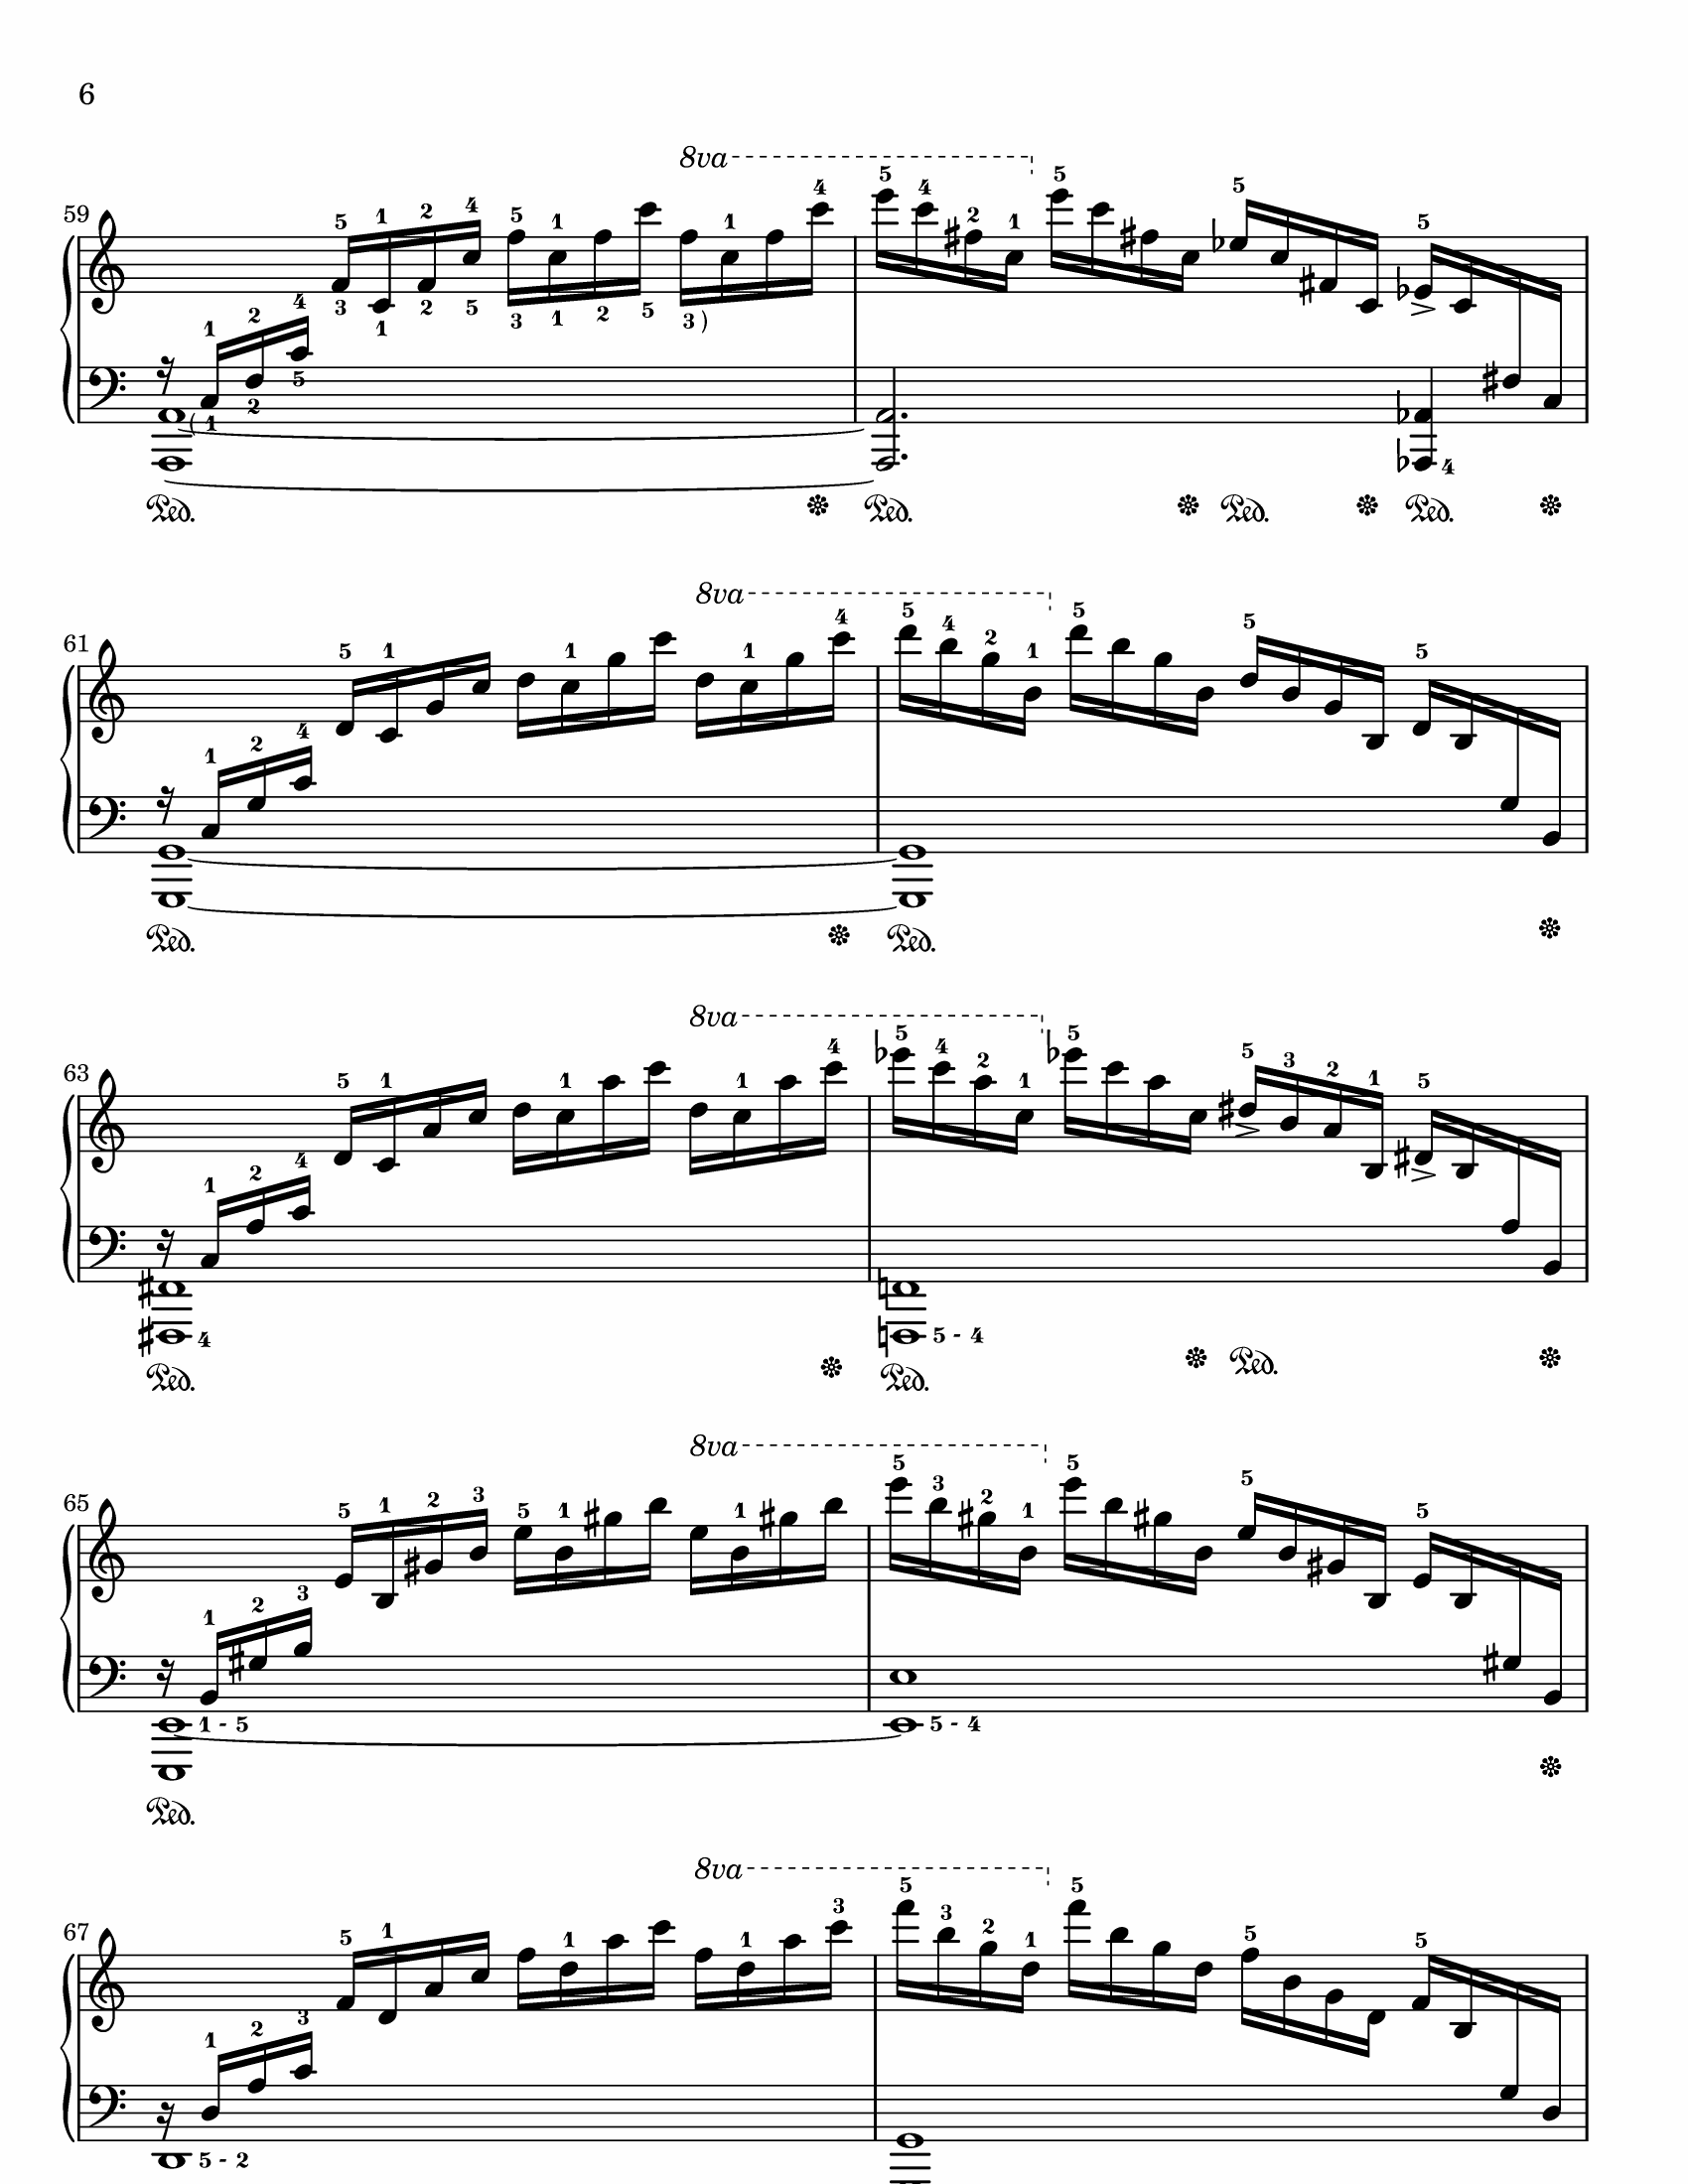 6
8va
59 5 1 2 4 5 1 4 5 4 2 1 5 5 5
3 1 2 5 3 1 2 5 3 )
1 2 4
( 1 2 5 4
Ped. Ped. Ped. Ped.
8va
61 5 1 1 1 4 5 4 2 1 5 5 5
1 2 4
Ped. Ped.
8va
63 5 1 1 1 4 5 4 2 1 5 5 3 2 1 5
1 2 4
4 5 - 4
Ped. Ped. Ped.
8va
65 5 1 2 3 5 1 1 5 3 2 1 5 5 5
1 2 3
1 - 5 5 - 4
Ped.
8va
67 5 1 1 1 3 5 3 2 1 5 5 5
1 2 3
5 - 2